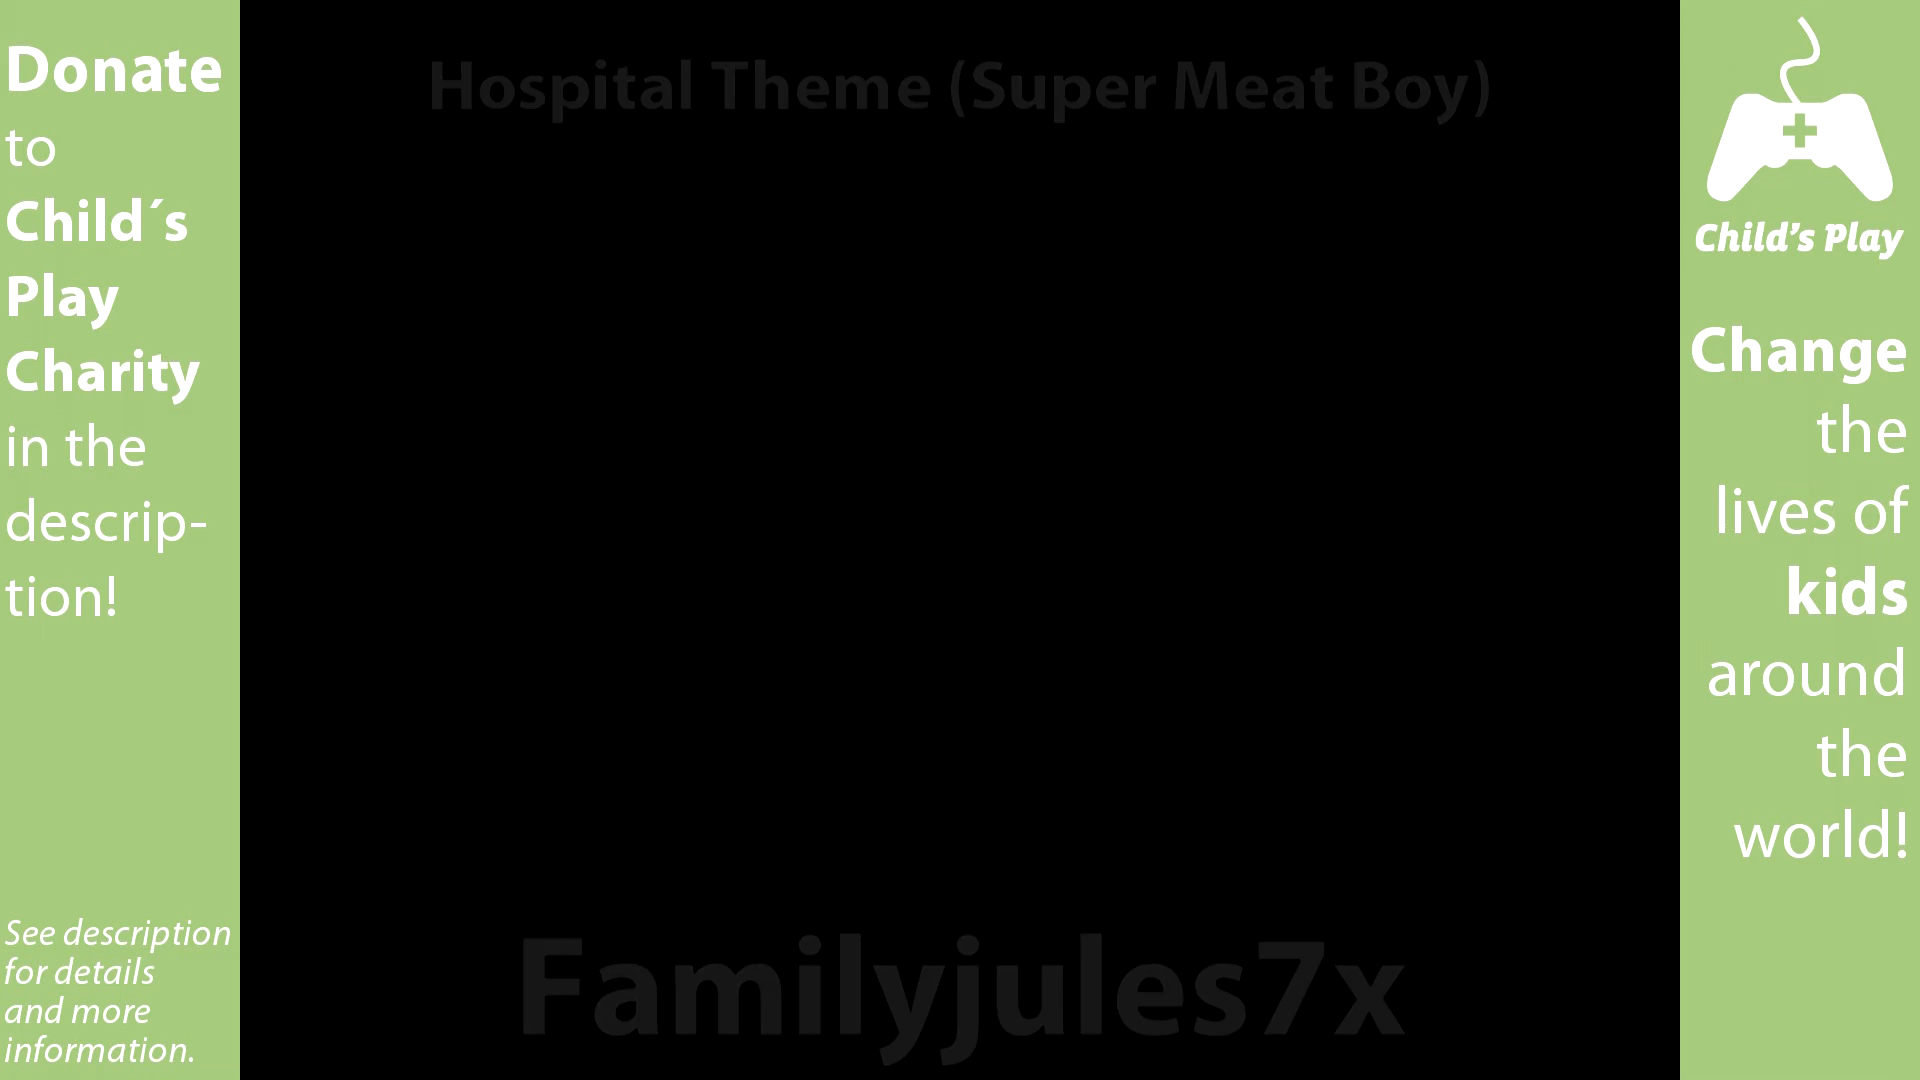 Donate
to
Child´s
Play
Charity
in the
descrip-
tion!
See description
for details
and more
information.
Hospital Theme (Super Meat Boy)
Familyjules7x
Child's Play
Change
the
lives of
kids
around
the
world!